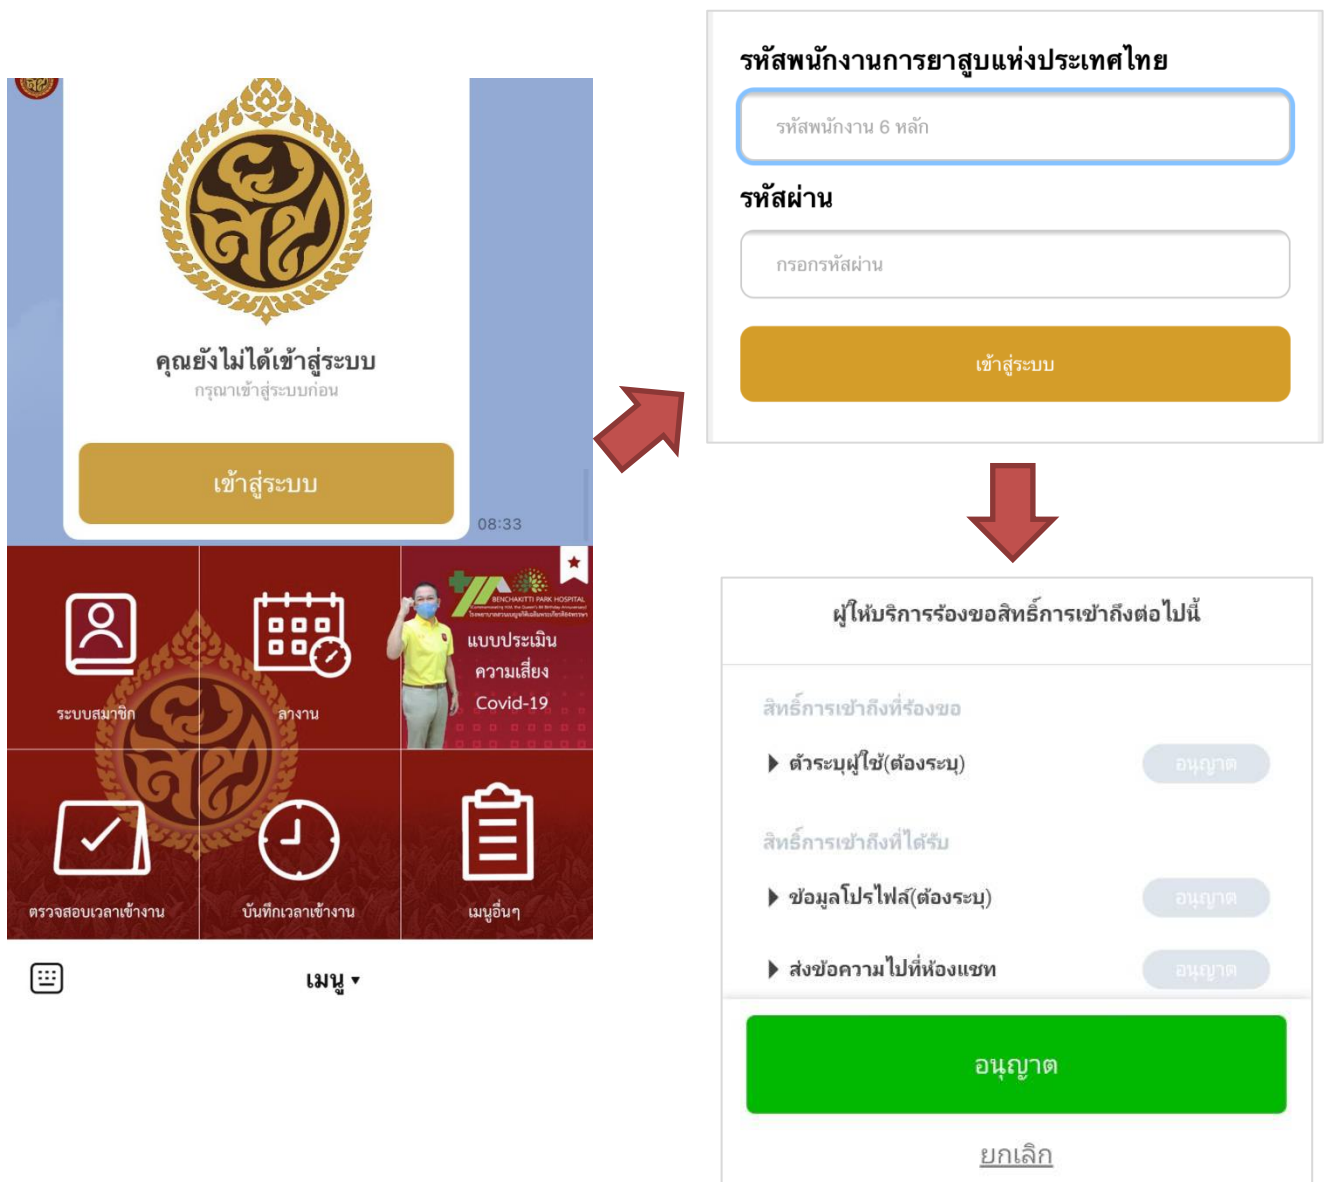 คุณยังไม่ได้เข้าสู่ระบบ
กรุณาเข้าสู่ระบบก่อน
เข้าสู่ระบบ
08:33
BENCHAKITTI PARK HOSPITAL
แบบประเมิน
ความเสี่ยง
Covid-19
ระบบสมาชิก
ลางาน
ตรวจสอบเวลาเข้างาน
บันทึกเวลาเข้างาน
เมนูอื่นๆ
เมนู ▾
รหัสพนักงานการยาสูบแห่งประเทศไทย
รหัสพนักงาน 6 หลัก
รหัสผ่าน
กรอกรหัสผ่าน
เข้าสู่ระบบ
ผู้ให้บริการร้องขอสิทธิ์การเข้าถึงต่อไปนี้
สิทธิ์การเข้าถึงที่ร้องขอ
ตัวระบุผู้ใช้(ต้องระบุ) อนุญาต
สิทธิ์การเข้าถึงที่ได้รับ
ข้อมูลโปรไฟล์(ต้องระบุ) อนุญาต
ส่งข้อความไปที่ห้องแชท อนุญาต
อนุญาต
ยกเลิก